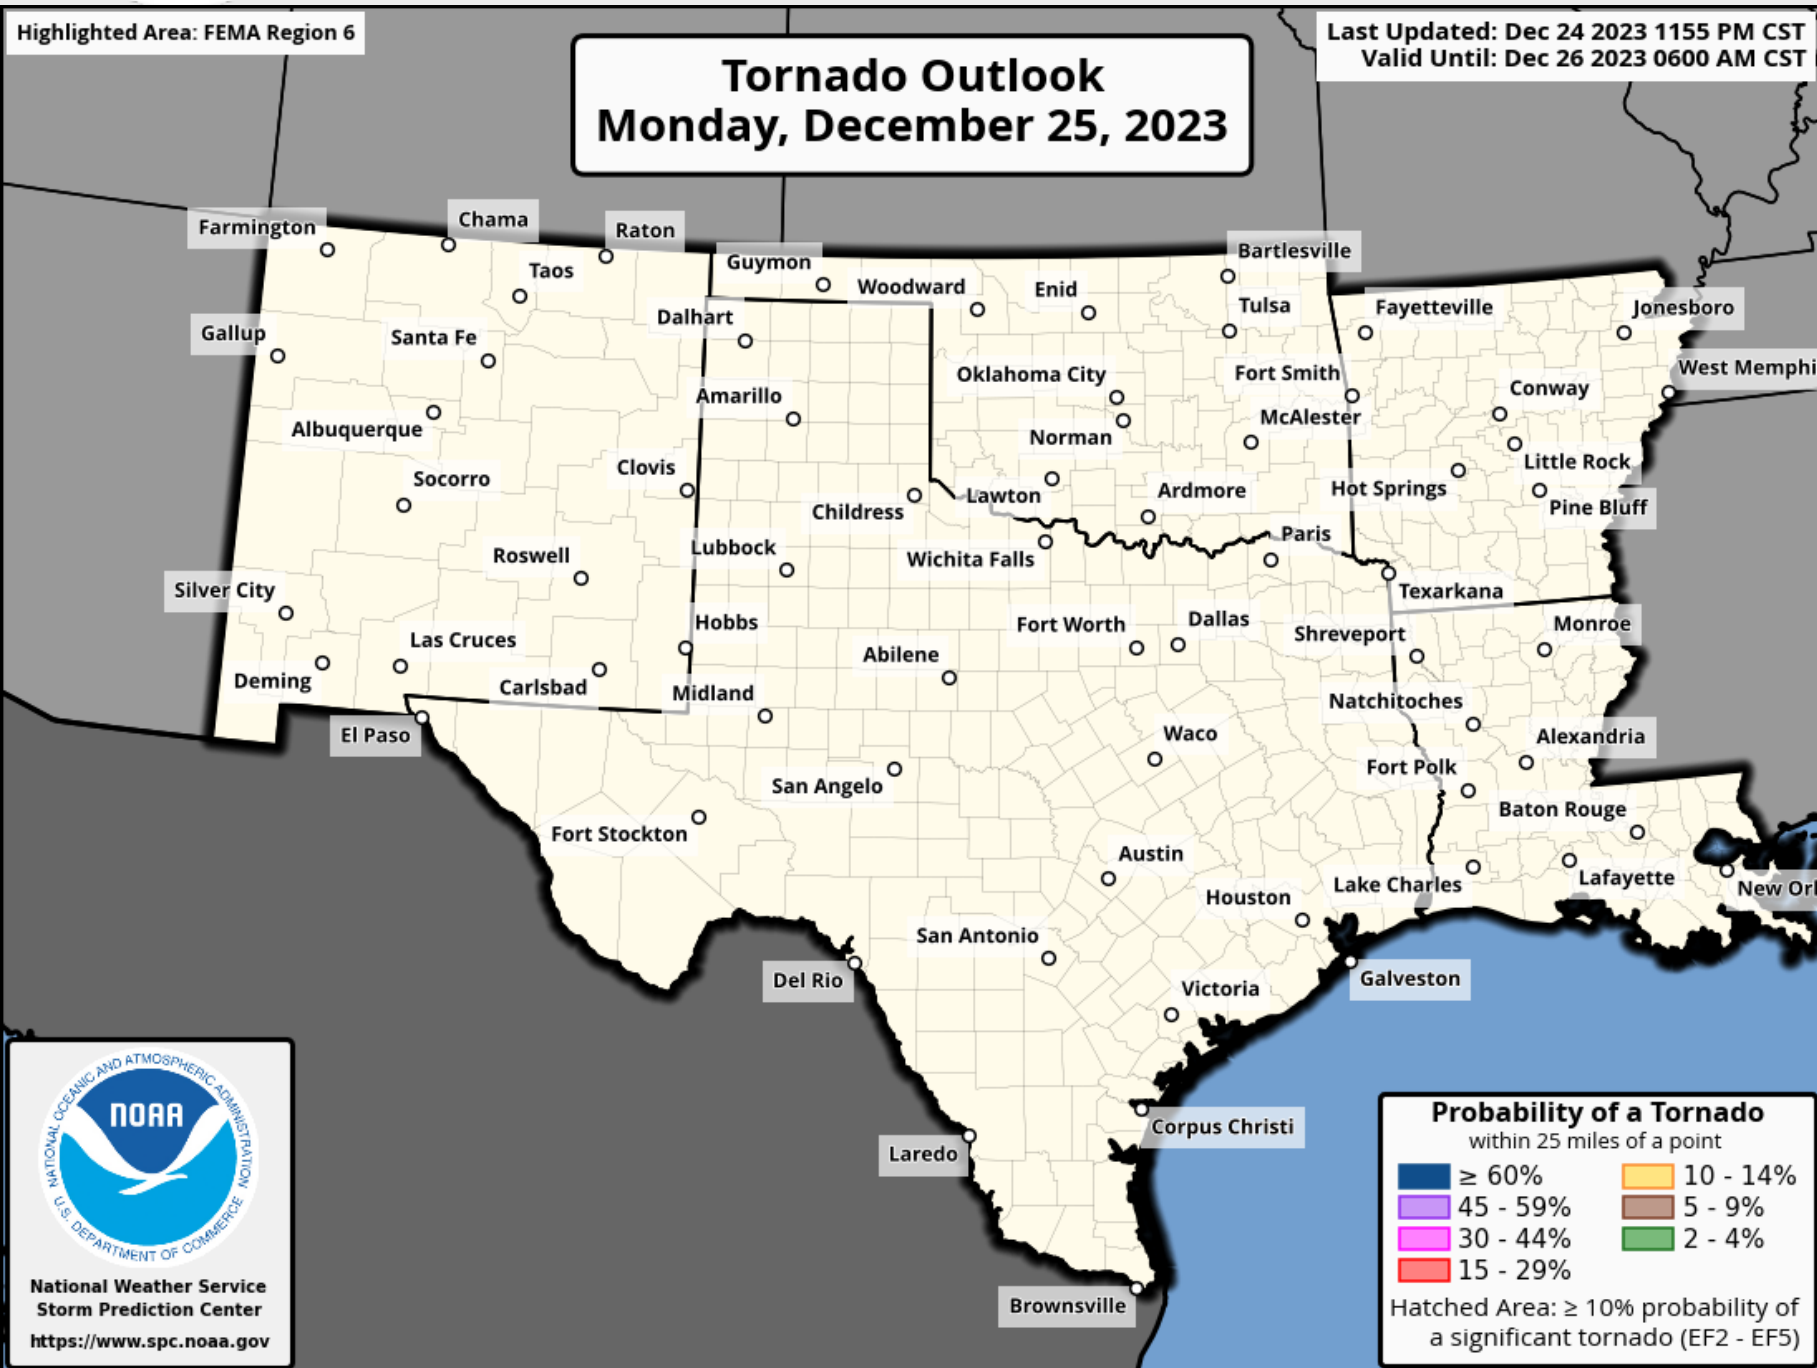 Highlighted Area: FEMA Region 6
Last Updated: Dec 24 2023 1155 PM CST
Valid Until: Dec 26 2023 0600 AM CST
Tornado Outlook
Monday, December 25, 2023
Farmington
Chama
Raton
Taos
Guymon
Woodward
Enid
Bartlesville
Tulsa
Fayetteville
Jonesboro
Gallup
Santa Fe
Dalhart
Oklahoma City
Fort Smith
West Memphi
Conway
Amarillo
Albuquerque
Norman
McAlester
Little Rock
Socorro
Clovis
Childress
Lawton
Ardmore
Hot Springs
Pine Bluff
Roswell
Lubbock
Wichita Falls
Paris
Silver City
Texarkana
Las Cruces
Hobbs
Fort Worth
Dallas
Shreveport
Monroe
Deming
Carlsbad
Midland
Abilene
Natchitoches
El Paso
Waco
Alexandria
San Angelo
Fort Polk
Fort Stockton
Baton Rouge
Austin
Houston
Lake Charles
Lafayette
New Orl
San Antonio
Del Rio
Victoria
Galveston
Corpus Christi
Laredo
Brownsville
NATIONAL OCEANIC AND ATMOSPHERIC ADMINISTRATION
NOAA
U.S. DEPARTMENT OF COMMERCE
National Weather Service
Storm Prediction Center
https://www.spc.noaa.gov
Probability of a Tornado
within 25 miles of a point
≥ 60%
10 - 14%
45 - 59%
5 - 9%
30 - 44%
2 - 4%
15 - 29%
Hatched Area: ≥ 10% probability of
a significant tornado (EF2 - EF5)